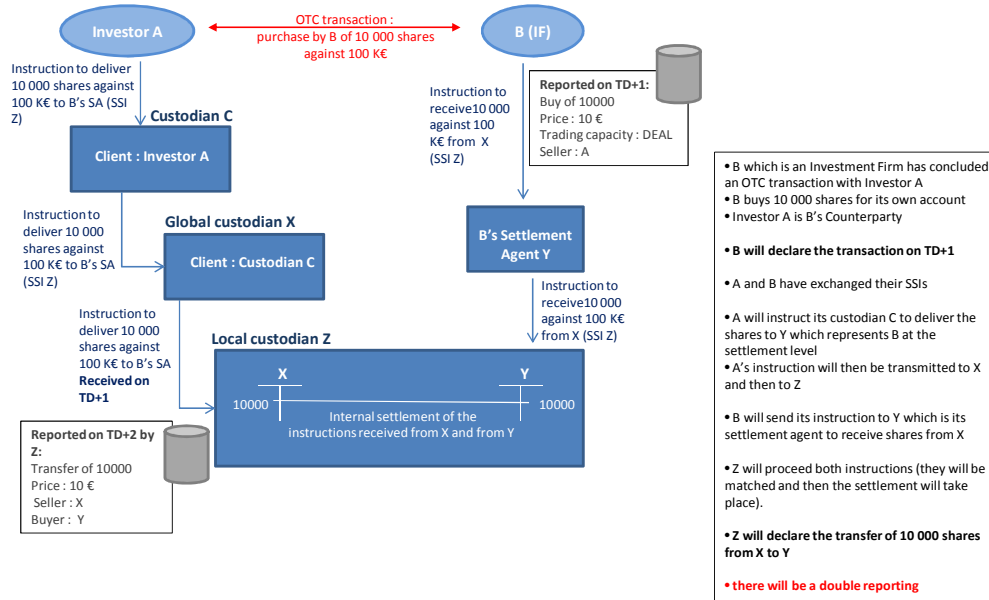 Investor A
OTC transaction :
purchase by B of 10 000 shares
against 100 K€
B (IF)
Instruction to deliver
10 000 shares against
100 K€ to B's SA (SSI
Z)
Instruction to
receive10 000
against 100
K€ from X
(SSI Z)
Reported on TD+1:
Buy of 10000
Price : 10 €
Trading capacity : DEAL
Seller : A
Custodian C
Client : Investor A
Instruction to
deliver 10 000
shares against
100 K€ to B's SA
(SSI Z)
Global custodian X
Client : Custodian C
B's Settlement
Agent Y
Instruction to
deliver 10 000
shares against
100 K€ to B's SA
Received on
TD+1
Instruction to
receive10 000
against 100 K€
from X (SSI Z)
Local custodian Z
X
Y
10000
10000
Internal settlement of the
instructions received from X and from Y
Reported on TD+2 by
Z:
Transfer of 10000
Price : 10 €
Seller : X
Buyer : Y
• B which is an Investment Firm has concluded
an OTC transaction with Investor A
• B buys 10 000 shares for its own account
• Investor A is B's Counterparty
• B will declare the transaction on TD+1
• A and B have exchanged their SSIs
• A will instruct its custodian C to deliver the
shares to Y which represents B at the
settlement level
• A's instruction will then be transmitted to X
and then to Z
• B will send its instruction to Y which is its
settlement agent to receive shares from X
• Z will proceed both instructions (they will be
matched and then the settlement will take
place).
• Z will declare the transfer of 10 000 shares
from X to Y
• there will be a double reporting